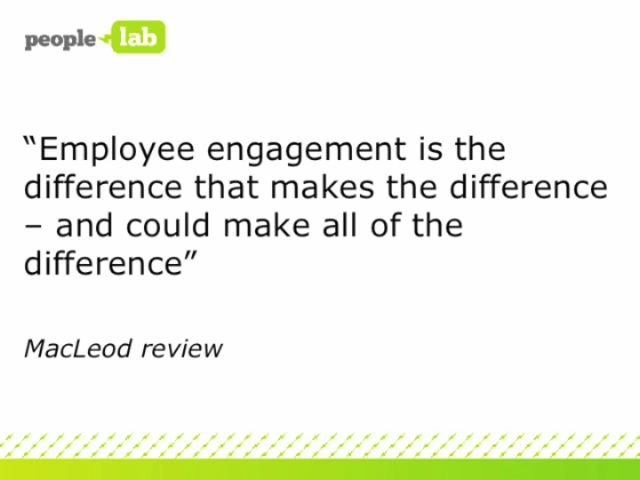 people lab
“Employee engagement is the
difference that makes the difference
– and could make all of the
difference”
MacLeod review